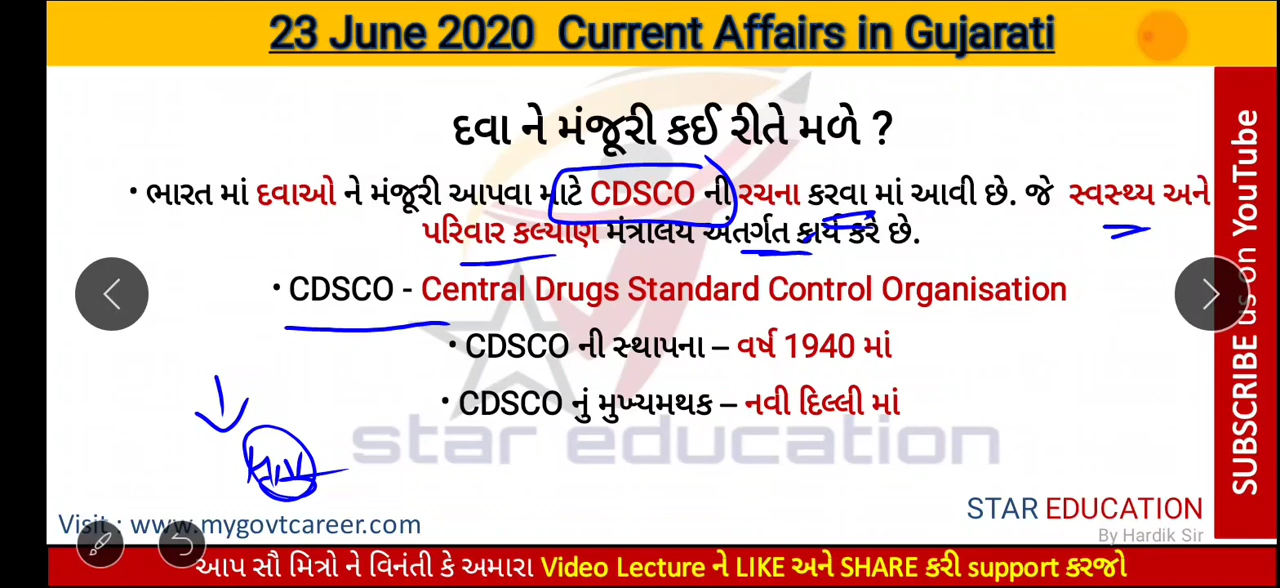 23 June 2020 Current Affairs in Gujarati
દવા ને મંજૂરી કઈ રીતે મળે ?
• ભારત માં દવાઓ ને મંજૂરી આપવા માટે CDSCO ની રચના કરવા માં આવી છે. જે સ્વસ્થ્ય અને
પરિવાર કલ્યાણ મંત્રાલય અંતર્ગત કાર્ય કરે છે.
• CDSCO - Central Drugs Standard Control Organisation
• CDSCO ની સ્થાપના – વર્ષ 1940 માં
• CDSCO નું મુખ્યમથક – નવી દિલ્લી માં
star education
STAR EDUCATION
By Hardik Sir
Visit : www.mygovtcareer.com
આપ સૌ મિત્રો ને વિનંતી કે અમારા Video Lecture ને LIKE અને SHARE કરી support કરજો
SUBSCRIBE us on YouTube